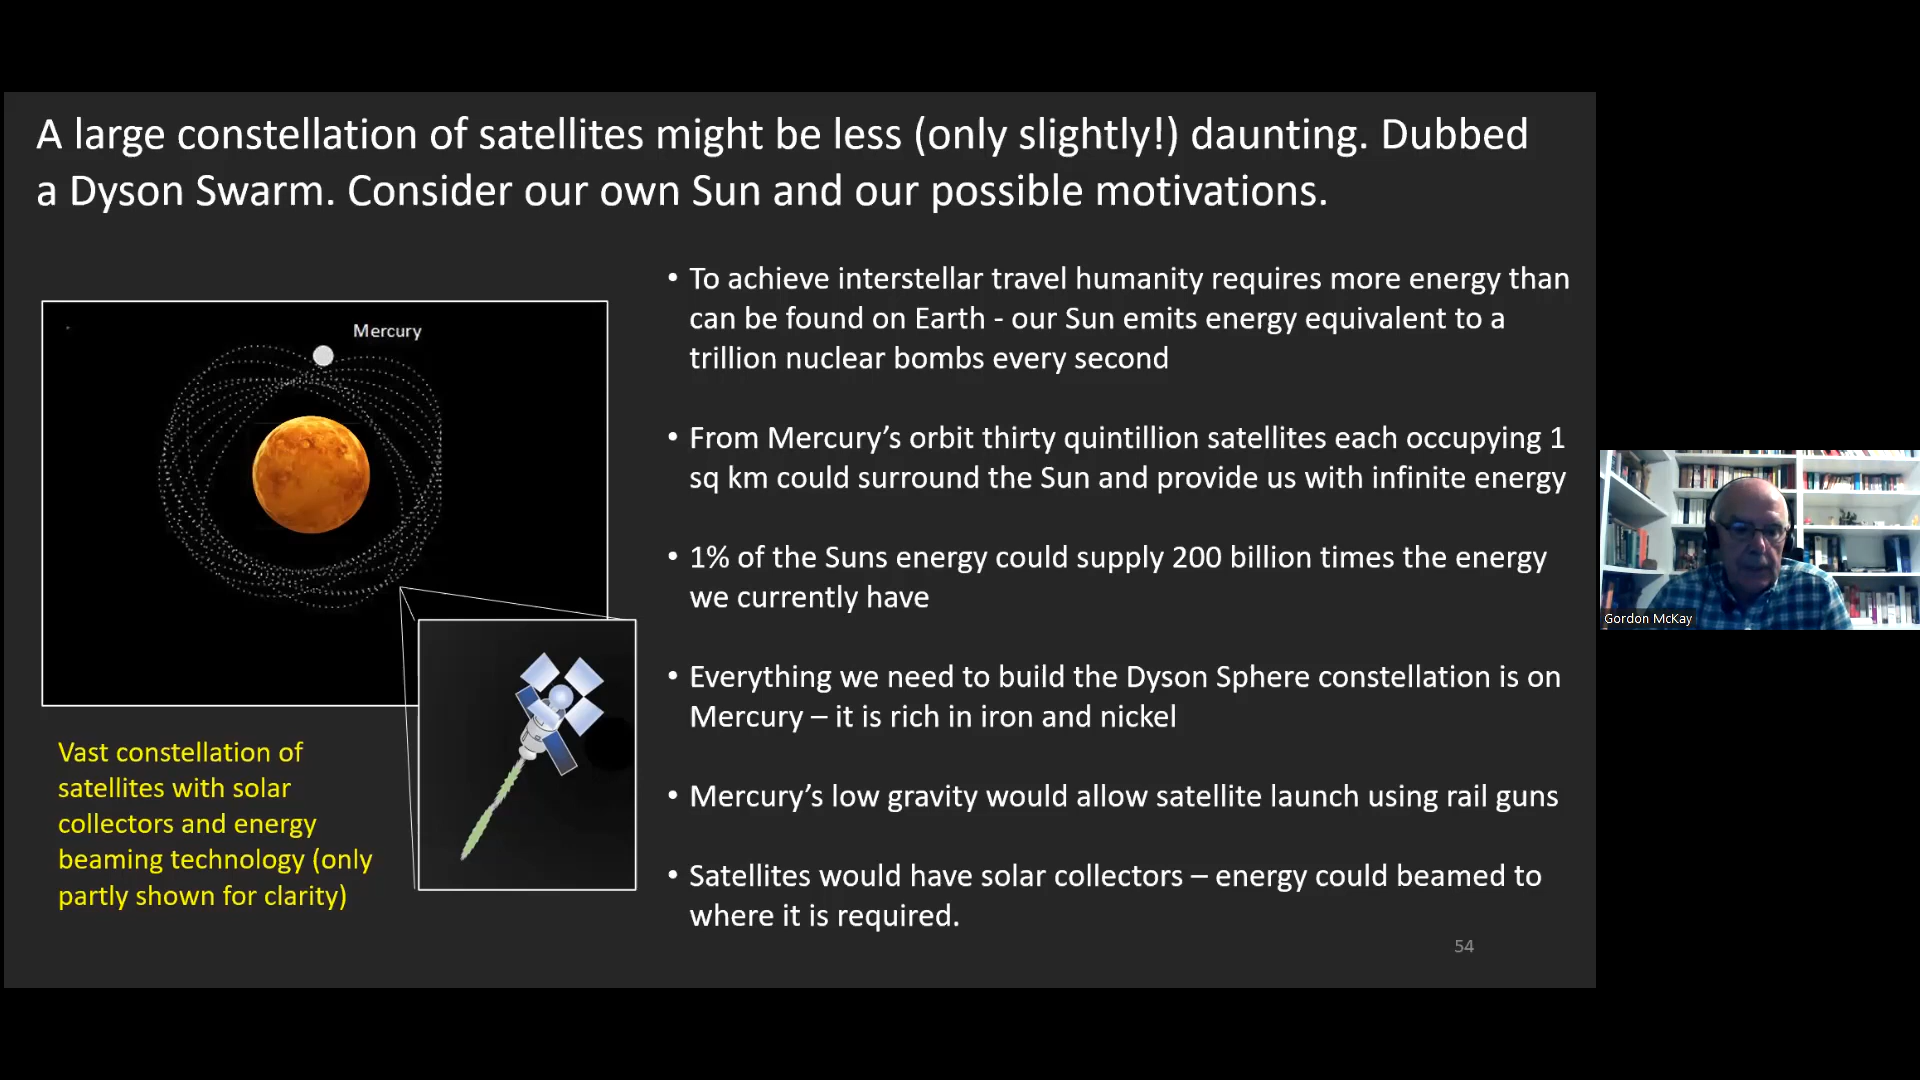 A large constellation of satellites might be less (only slightly!) daunting. Dubbed
a Dyson Swarm. Consider our own Sun and our possible motivations.
Mercury
Vast constellation of
satellites with solar
collectors and energy
beaming technology (only
partly shown for clarity)
• To achieve interstellar travel humanity requires more energy than
can be found on Earth - our Sun emits energy equivalent to a
trillion nuclear bombs every second
• From Mercury’s orbit thirty quintillion satellites each occupying 1
sq km could surround the Sun and provide us with infinite energy
• 1% of the Suns energy could supply 200 billion times the energy
we currently have
• Everything we need to build the Dyson Sphere constellation is on
Mercury – it is rich in iron and nickel
• Mercury’s low gravity would allow satellite launch using rail guns
• Satellites would have solar collectors – energy could beamed to
where it is required.
54
Gordon McKay